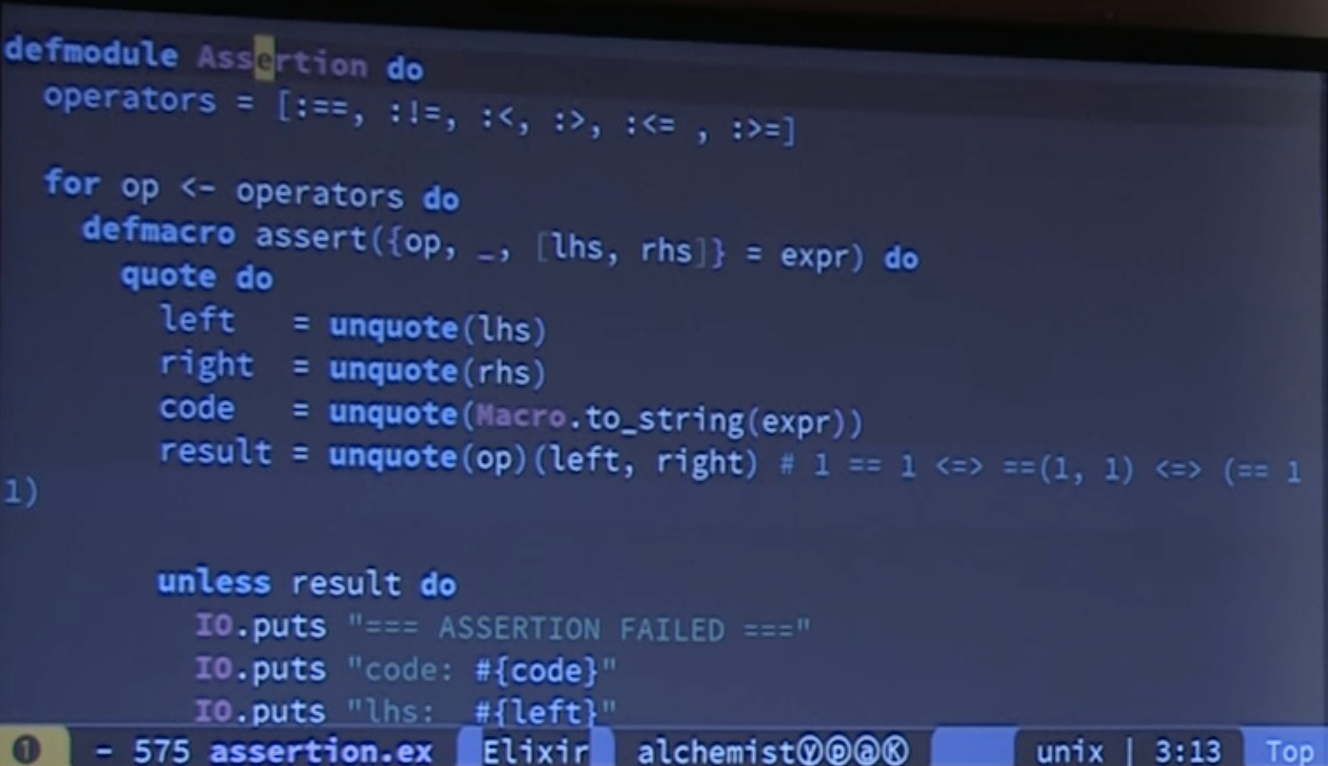 defmodule Assertion do
  operators = [:==, :!=, :<, :>, :<= , :>=]

  for op <- operators do
    defmacro assert({op, _, [lhs, rhs]} = expr) do
      quote do
        left   = unquote(lhs)
        right  = unquote(rhs)
        code   = unquote(Macro.to_string(expr))
        result = unquote(op)(left, right) # 1 == 1 <=> ==(1, 1) <=> (== 1
1)

        unless result do
          IO.puts "=== ASSERTION FAILED ==="
          IO.puts "code: #{code}"
          IO.puts "lhs:  #{left}"
❶ - 575 assertion.ex Elixir alchemistⓨⓟⓐⓀ unix | 3:13 Top